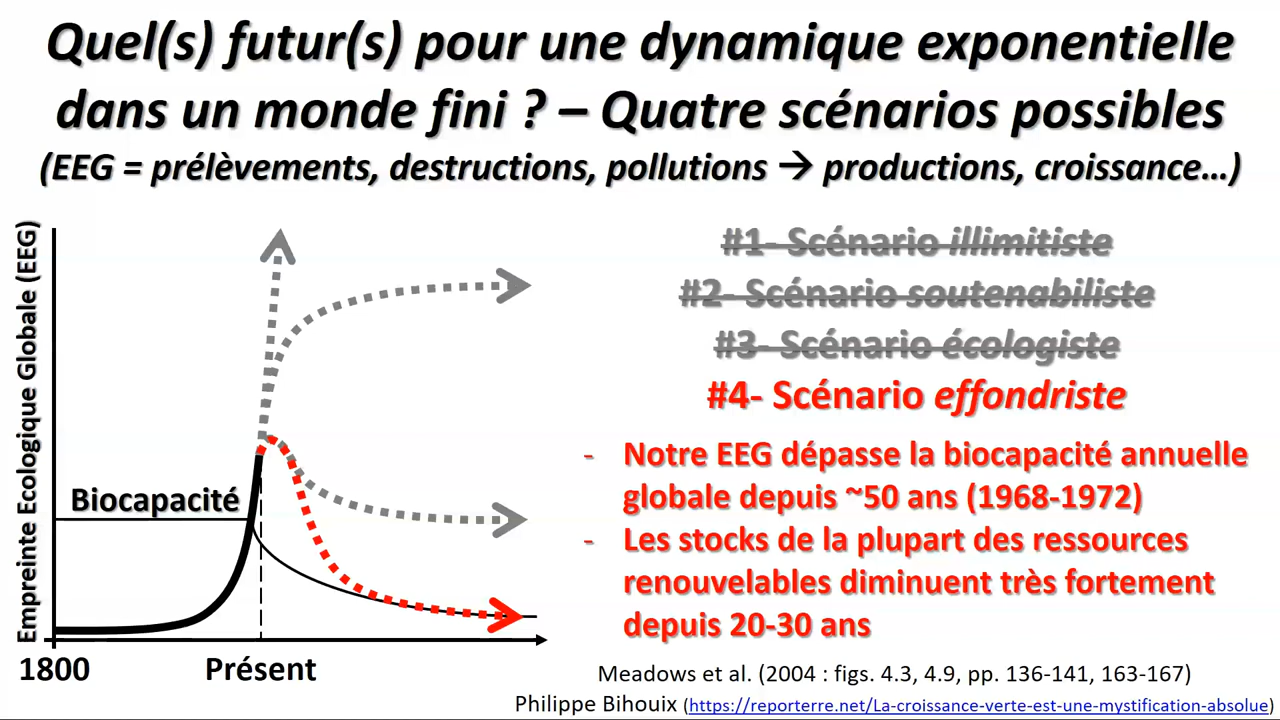 Quel(s) futur(s) pour une dynamique exponentielle
dans un monde fini ? – Quatre scénarios possibles
(EEG = prélèvements, destructions, pollutions → productions, croissance…)
Empreinte Ecologique Globale (EEG)
Biocapacité
1800
Présent
#1- Scénario illimitiste
#2- Scénario soutenabiliste
#3- Scénario écologiste
#4- Scénario effondriste
- Notre EEG dépasse la biocapacité annuelle
globale depuis ~50 ans (1968-1972)
- Les stocks de la plupart des ressources
renouvelables diminuent très fortement
depuis 20-30 ans
Meadows et al. (2004 : figs. 4.3, 4.9, pp. 136-141, 163-167)
Philippe Bihouix (https://reporterre.net/La-croissance-verte-est-une-mystification-absolue)